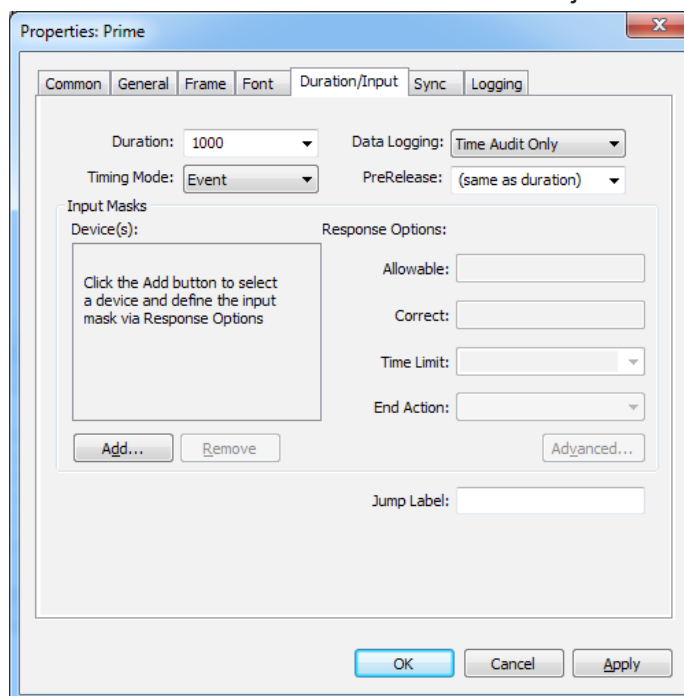 Properties: Prime
Common General Frame Font Duration/Input Sync Logging
Duration: 1000 Data Logging: Time Audit Only
Timing Mode: Event PreRelease: (same as duration)
Input Masks
Device(s): Response Options:
Click the Add button to select
a device and define the input
mask via Response Options
Allowable:
Correct:
Time Limit:
End Action:
Add... Remove Advanced...
Jump Label:
OK Cancel Apply